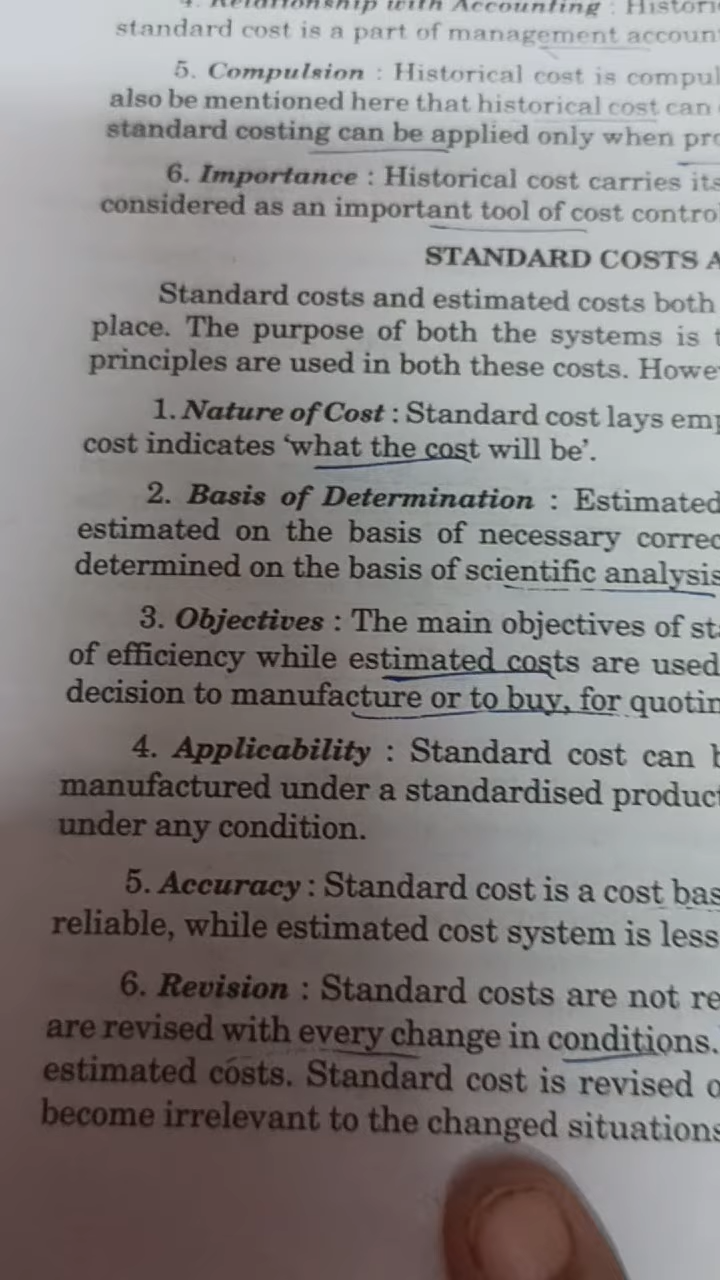 4. Relationship with Accounting : Histori
standard cost is a part of management accoun
5. Compulsion : Historical cost is compul
also be mentioned here that historical cost can
standard costing can be applied only when pro
6. Importance : Historical cost carries its
considered as an important tool of cost contro
STANDARD COSTS A
Standard costs and estimated costs both
place. The purpose of both the systems is t
principles are used in both these costs. Howe
1. Nature of Cost : Standard cost lays emp
cost indicates ‘what the cost will be’.
2. Basis of Determination : Estimated
estimated on the basis of necessary correc
determined on the basis of scientific analysis
3. Objectives : The main objectives of sta
of efficiency while estimated costs are used
decision to manufacture or to buy, for quotin
4. Applicability : Standard cost can b
manufactured under a standardised product
under any condition.
5. Accuracy : Standard cost is a cost bas
reliable, while estimated cost system is less
6. Revision : Standard costs are not re
are revised with every change in conditions.
estimated costs. Standard cost is revised o
become irrelevant to the changed situations